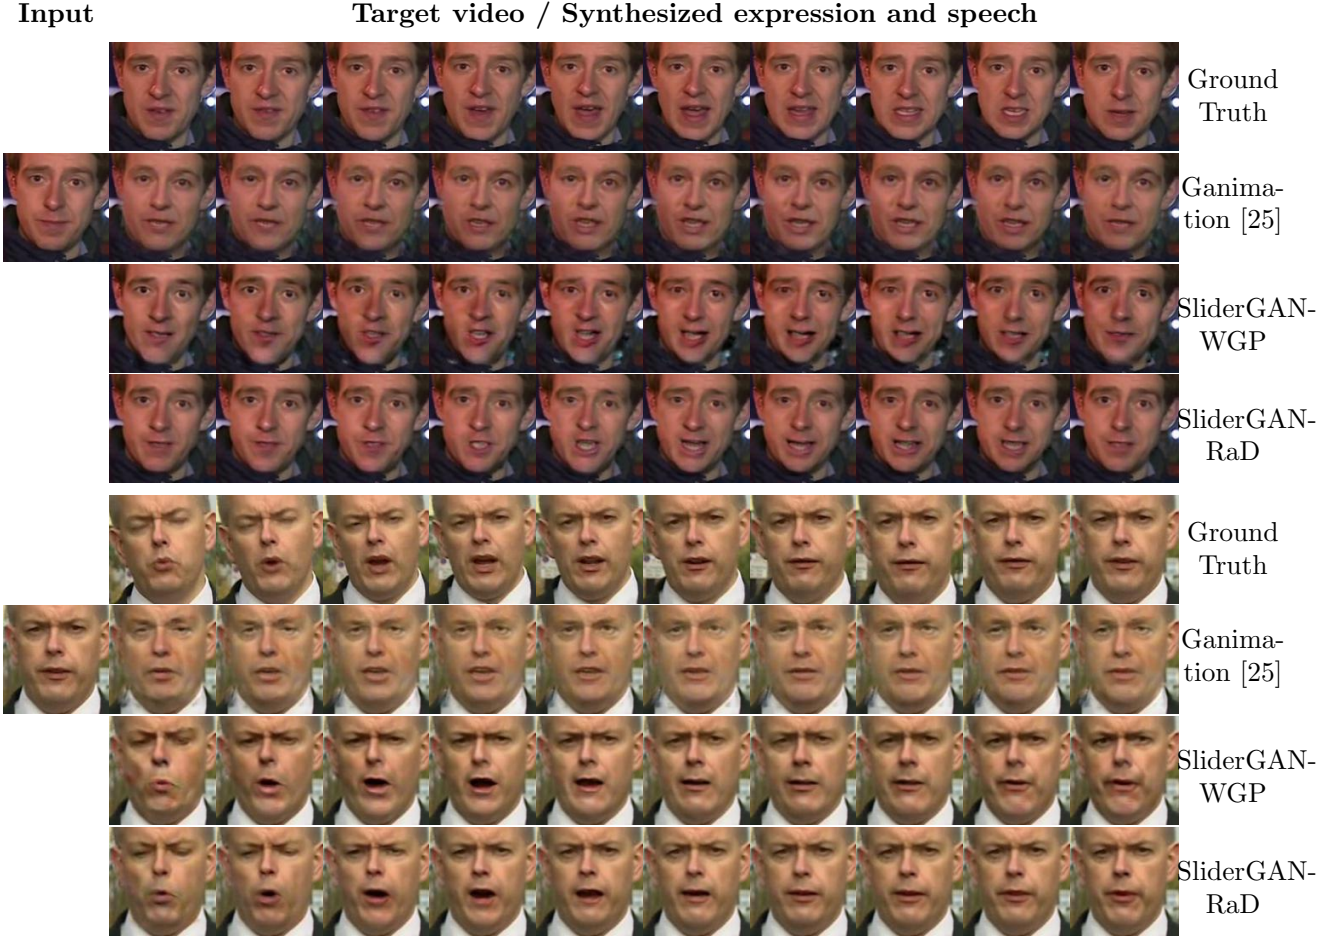 Input
Target video / Synthesized expression and speech
Ground
Truth
Ganima-
tion [25]
SliderGAN-
WGP
SliderGAN-
RaD
Ground
Truth
Ganima-
tion [25]
SliderGAN-
WGP
SliderGAN-
RaD